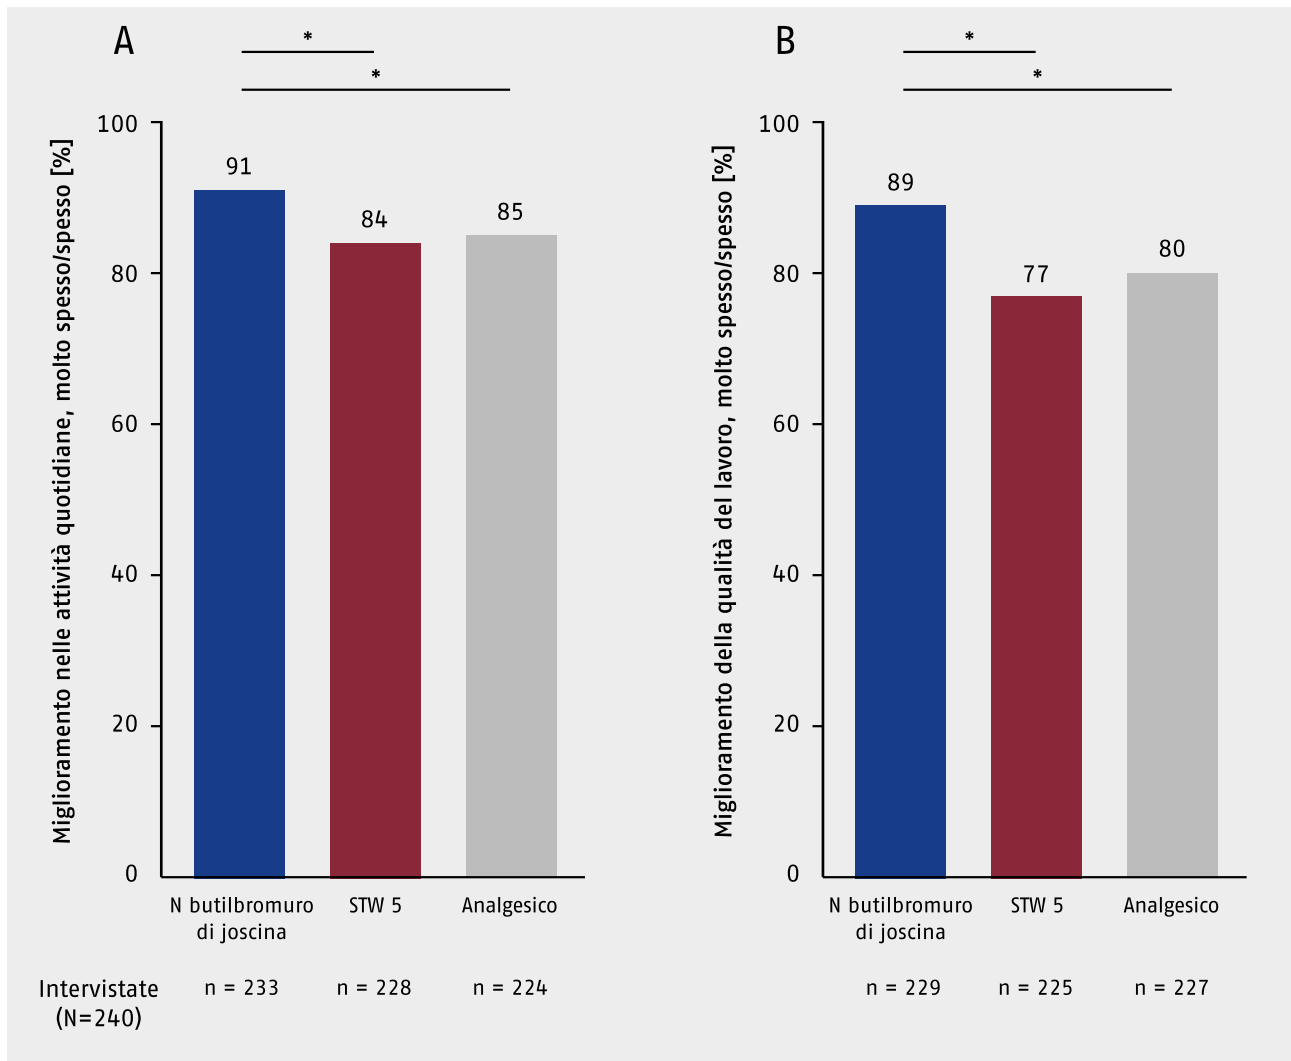 A
*
*
Miglioramento nelle attività quotidiane, molto spesso/spesso [%]
100
80
60
40
20
0
91
84
85
N butilbromuro
di joscina
STW 5
Analgesico
Intervistate
(N=240)
n = 233
n = 228
n = 224
B
*
*
Miglioramento della qualità del lavoro, molto spesso/spesso [%]
100
80
60
40
20
0
89
77
80
N butilbromuro
di joscina
STW 5
Analgesico
n = 229
n = 225
n = 227